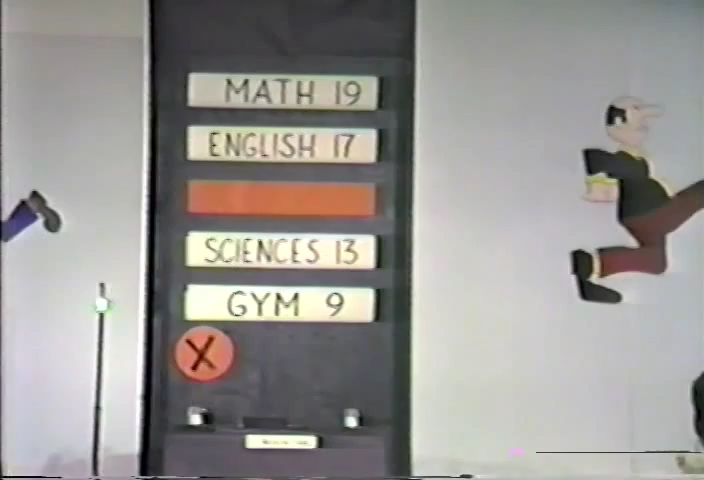 MATH 19
ENGLISH 17
SCIENCES 13
GYM 9
X